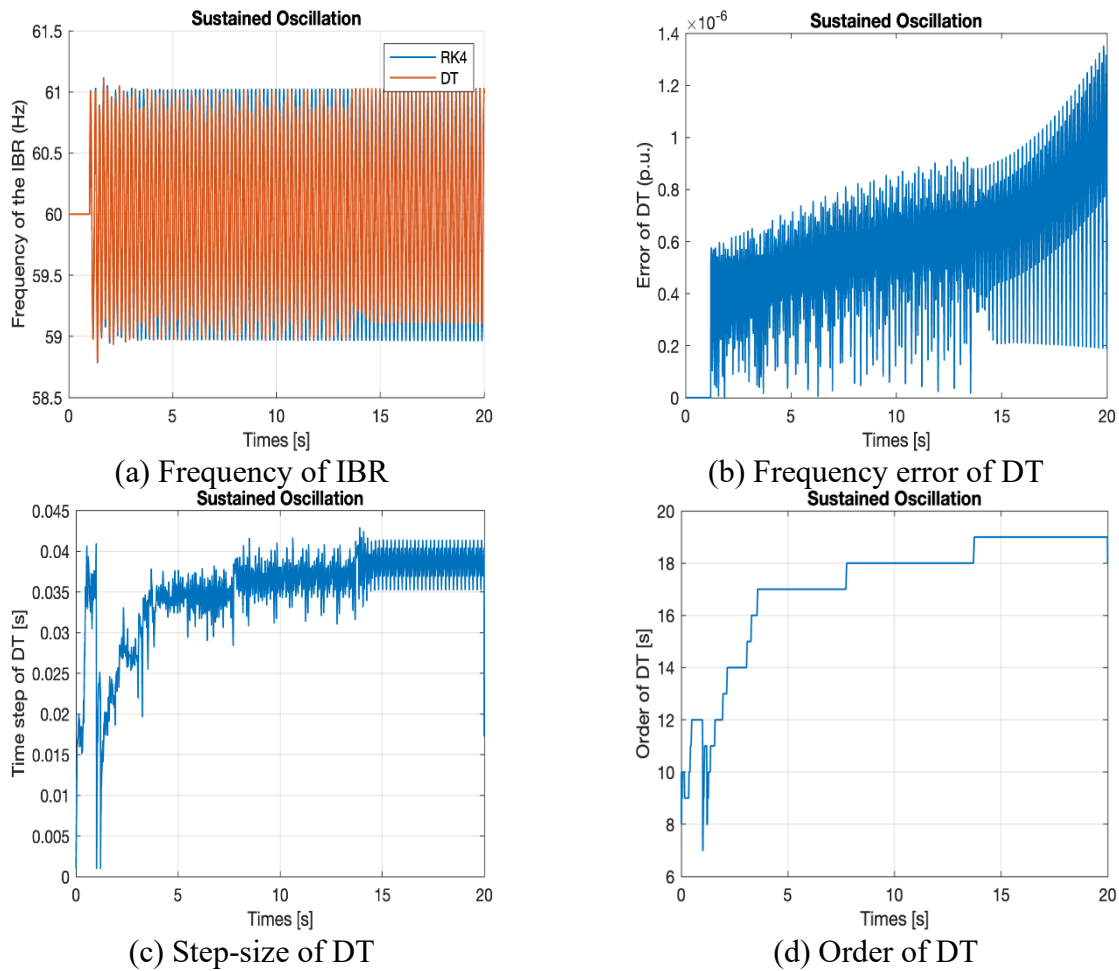 Sustained Oscillation
61.5
61
60.5
60
59.5
59
58.5
Frequency of the IBR (Hz)
RK4
DT
0 5 10 15 20
Times [s]
(a) Frequency of IBR
×10⁻⁶ Sustained Oscillation
1.4
1.2
1
0.8
0.6
0.4
0.2
0
Error of DT (p.u.)
0 5 10 15 20
Times [s]
(b) Frequency error of DT
Sustained Oscillation
0.045
0.04
0.035
0.03
0.025
0.02
0.015
0.01
0.005
0
Time step of DT [s]
0 5 10 15 20
Times [s]
(c) Step-size of DT
Sustained Oscillation
20
18
16
14
12
10
8
6
Order of DT [s]
0 5 10 15 20
Times [s]
(d) Order of DT